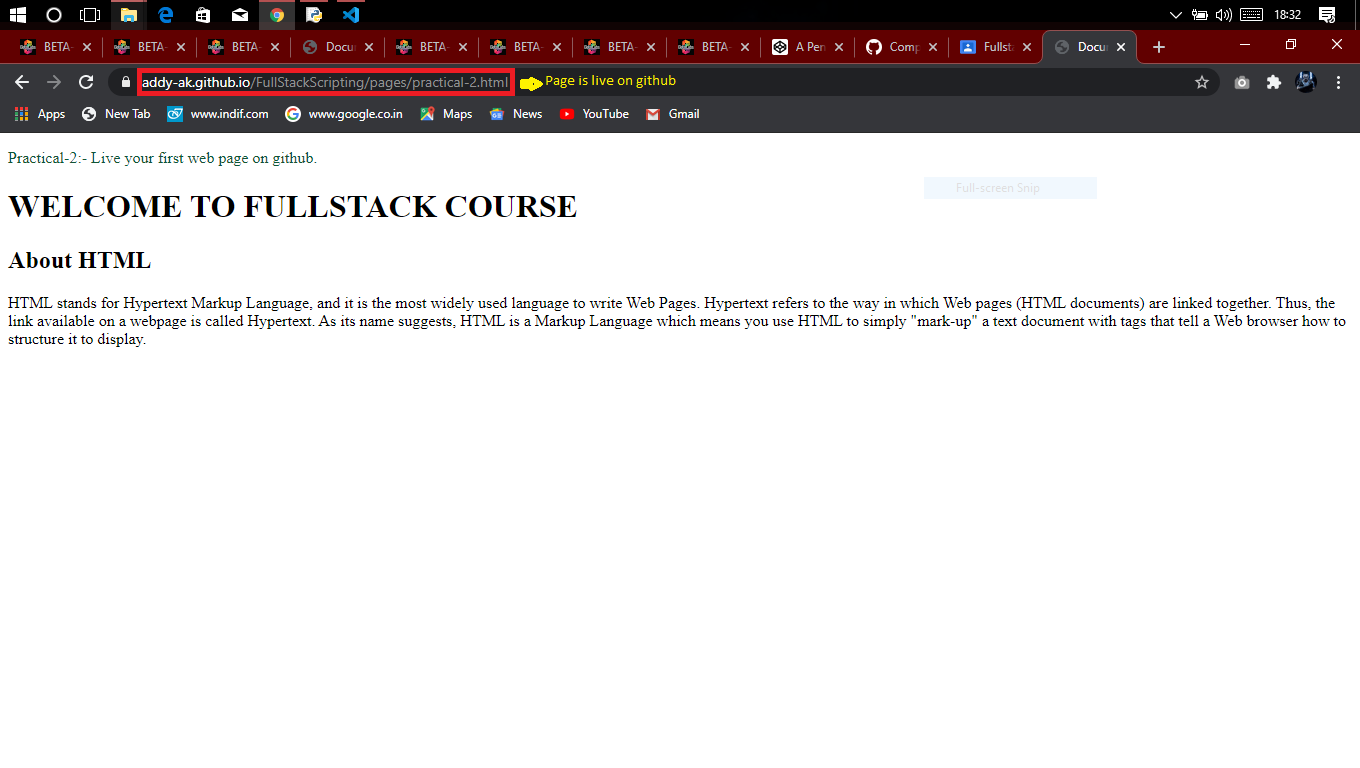 18:32
BETA-
BETA-
BETA-
Docu
BETA-
BETA-
BETA-
BETA-
A Pen
Comp
Fullst
Docu
addy-ak.github.io/FullStackScripting/pages/practical-2.html
Page is live on github
Apps
New Tab
www.indif.com
www.google.co.in
Maps
News
YouTube
Gmail
Practical-2:- Live your first web page on github.
Full-screen Snip
WELCOME TO FULLSTACK COURSE
About HTML
HTML stands for Hypertext Markup Language, and it is the most widely used language to write Web Pages. Hypertext refers to the way in which Web pages (HTML documents) are linked together. Thus, the
link available on a webpage is called Hypertext. As its name suggests, HTML is a Markup Language which means you use HTML to simply "mark-up" a text document with tags that tell a Web browser how to
structure it to display.